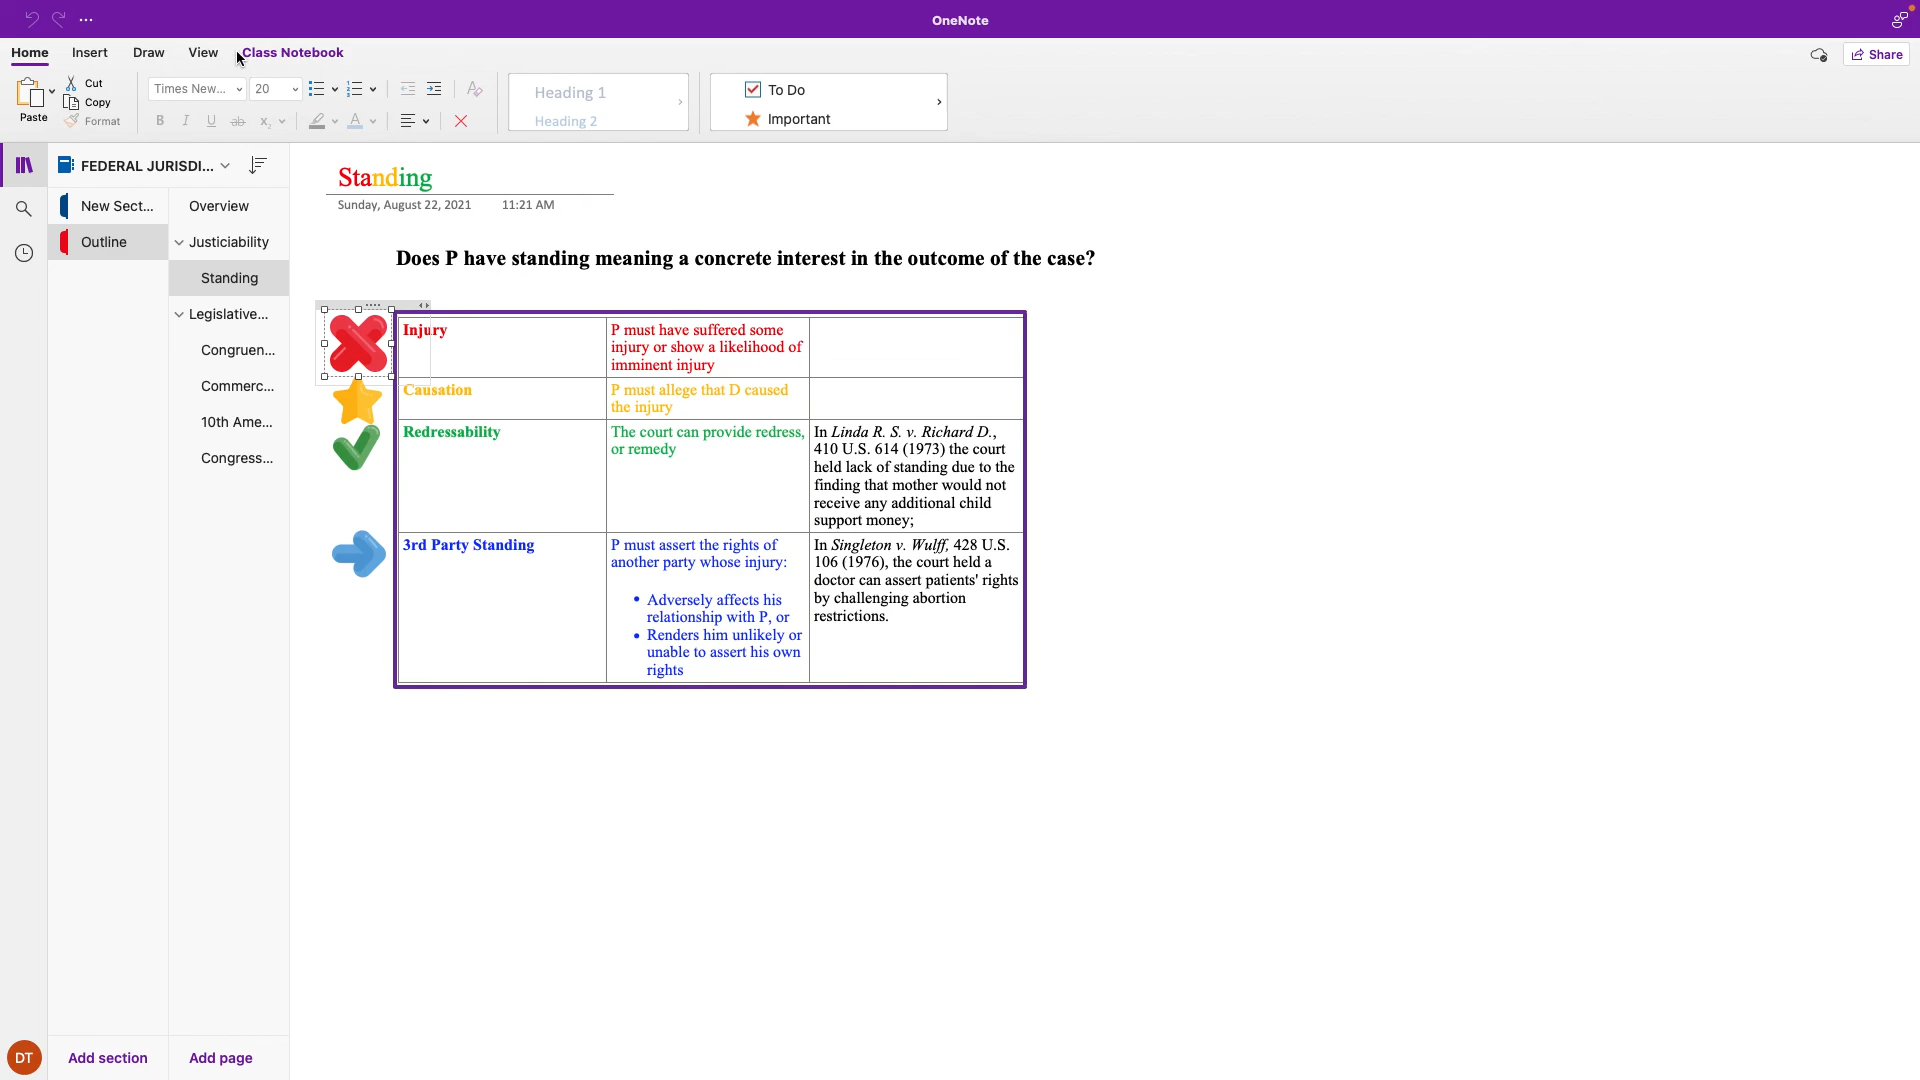 OneNote
Home Insert Draw View Class Notebook
Share
Paste
Cut
Copy
Format
Times New... 20
Heading 1
Heading 2
To Do
Important
FEDERAL JURISDI...
New Sect...
Outline
Overview
Justiciability
Standing
Legislative...
Congruen...
Commerc...
10th Ame...
Congress...
Standing
Sunday, August 22, 2021 11:21 AM
Does P have standing meaning a concrete interest in the outcome of the case?
Injury
P must have suffered some
injury or show a likelihood of
imminent injury
Causation
P must allege that D caused
the injury
Redressability
The court can provide redress,
or remedy
In Linda R. S. v. Richard D.,
410 U.S. 614 (1973) the court
held lack of standing due to the
finding that mother would not
receive any additional child
support money;
3rd Party Standing
P must assert the rights of
another party whose injury:
• Adversely affects his
relationship with P, or
• Renders him unlikely or
unable to assert his own
rights
In Singleton v. Wulff, 428 U.S.
106 (1976), the court held a
doctor can assert patients' rights
by challenging abortion
restrictions.
DT
Add section
Add page